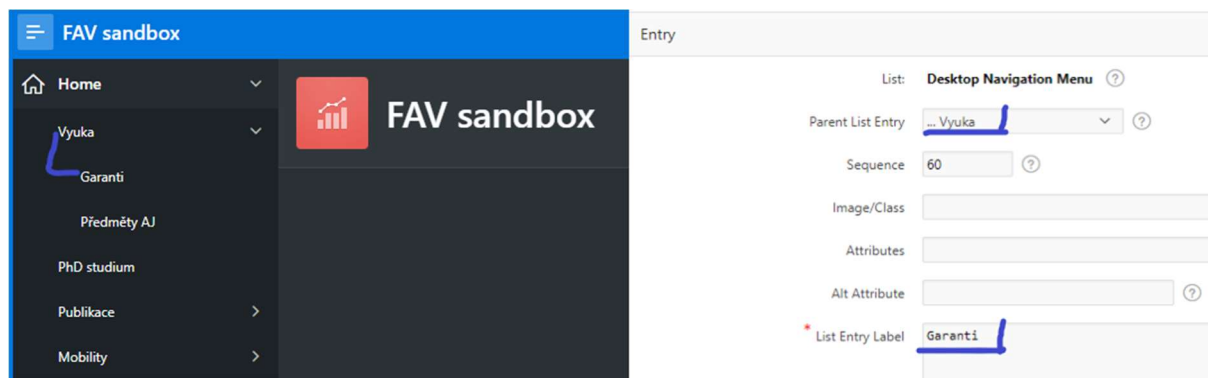 FAV sandbox
Home
Vyuka
Garanti
Předměty AJ
PhD studium
Publikace
Mobility
FAV sandbox
Entry
List: Desktop Navigation Menu ?
Parent List Entry ... Vyuka ?
Sequence 60 ?
Image/Class
Attributes
Alt Attribute ?
* List Entry Label Garanti